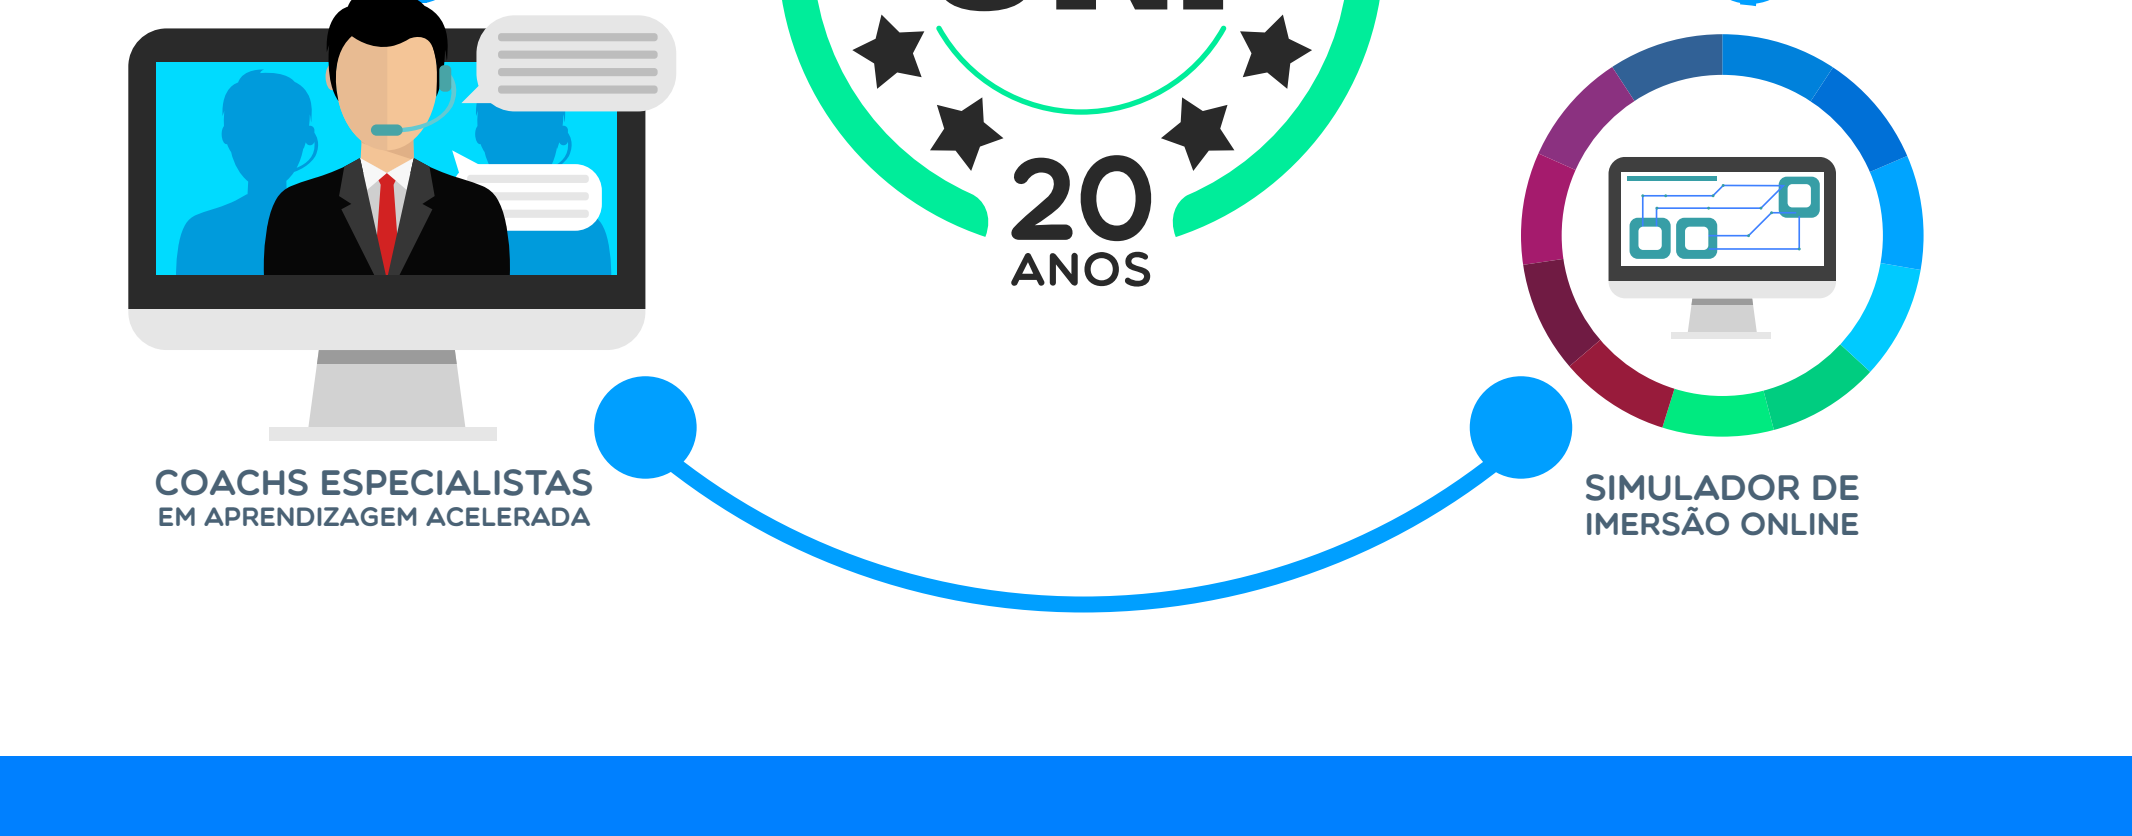 COACHS ESPECIALISTAS
EM APRENDIZAGEM ACELERADA
20
ANOS
SIMULADOR DE
IMERSÃO ONLINE